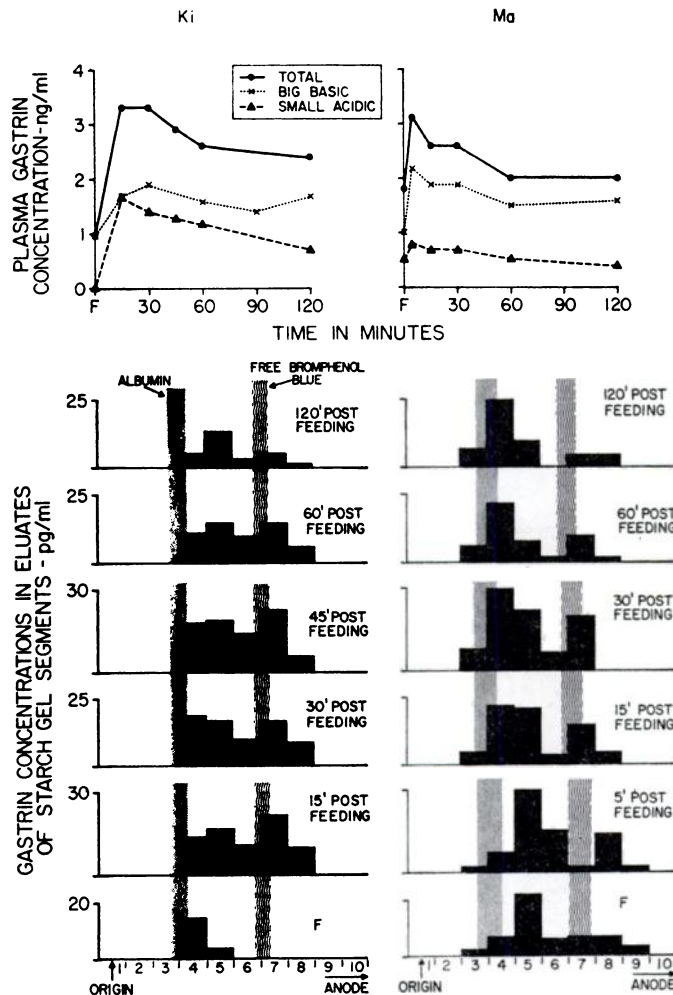 Ki
Ma
4
3
2
1
0
PLASMA GASTRIN
CONCENTRATION-ng/ml
TOTAL
BIG BASIC
SMALL ACIDIC
F 30 60 90 120
F 30 60 90 120
TIME IN MINUTES
GASTRIN CONCENTRATIONS IN ELUATES
OF STARCH GEL SEGMENTS - pg/ml
ALBUMIN
FREE BROMPHENOL
BLUE
25
120' POST
FEEDING
120' POST
FEEDING
25
60' POST
FEEDING
60' POST
FEEDING
30
45' POST
FEEDING
30' POST
FEEDING
25
30' POST
FEEDING
15' POST
FEEDING
30
15' POST
FEEDING
5' POST
FEEDING
20
F
F
1 2 3 4 5 6 7 8 9 10
1 2 3 4 5 6 7 8 9 10
ORIGIN
ANODE
ORIGIN
ANODE